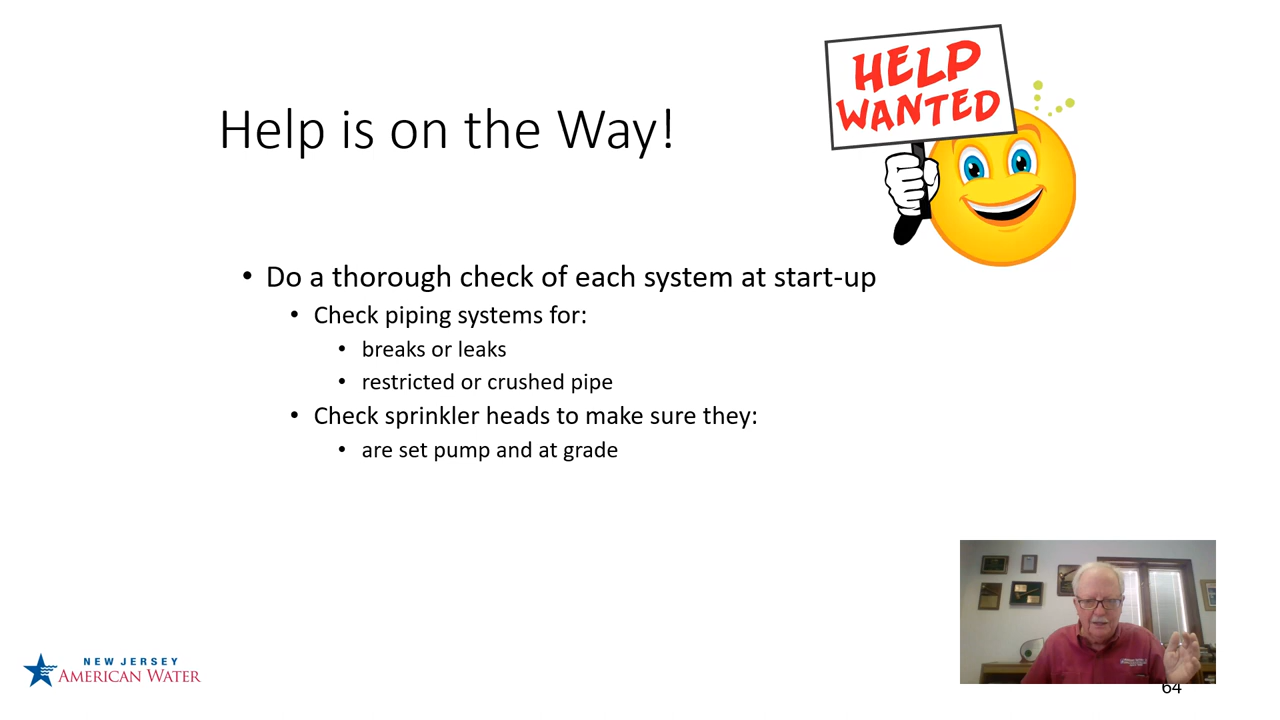 HELP
WANTED
Help is on the Way!
• Do a thorough check of each system at start-up
• Check piping systems for:
• breaks or leaks
• restricted or crushed pipe
• Check sprinkler heads to make sure they:
• are set pump and at grade
NEW JERSEY
AMERICAN WATER
64